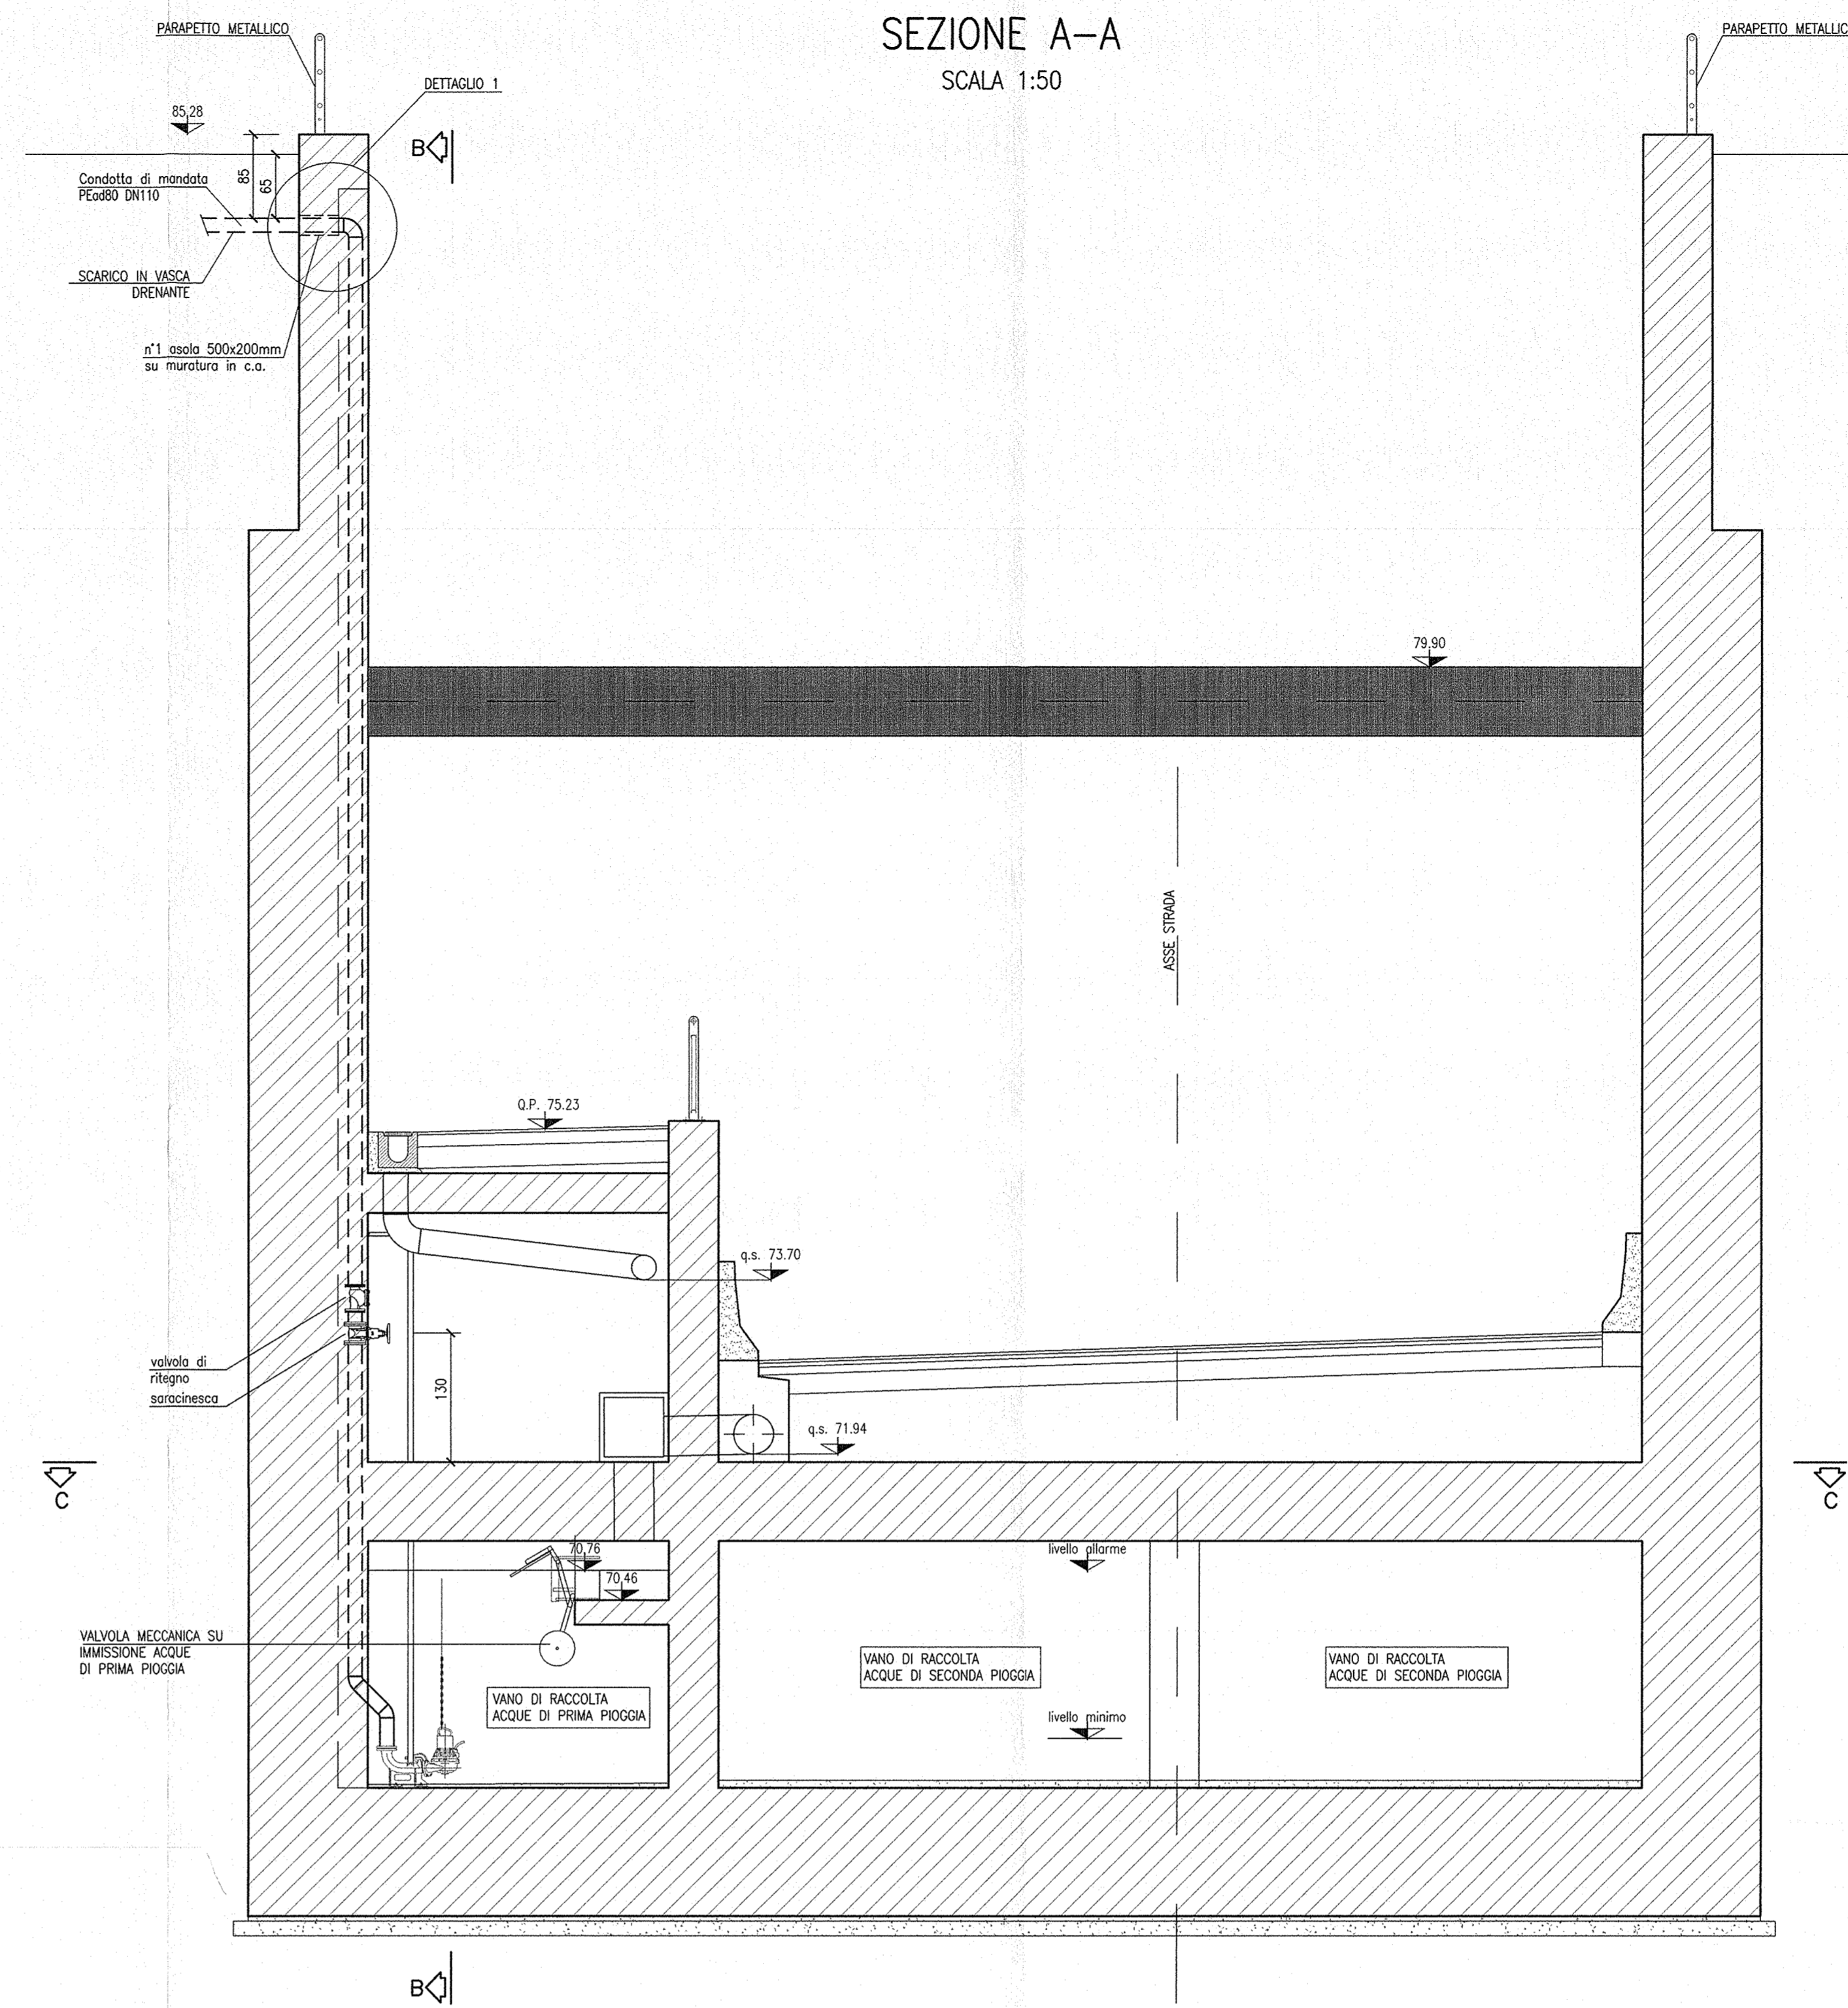 SEZIONE A-A
SCALA 1:50
PARAPETTO METALLICO
PARAPETTO METALLIC
DETTAGLIO 1
85,28
B
85
65
Condotta di mandata
PEad80 DN110
SCARICO IN VASCA
DRENANTE
n°1 asola 500x200mm
su muratura in c.a.
79.90
ASSE STRADA
Q.P. 75.23
q.s. 73.70
valvola di
ritegno
saracinesca
130
q.s. 71.94
C
C
70,76
70,46
livello allarme
VALVOLA MECCANICA SU
IMMISSIONE ACQUE
DI PRIMA PIOGGIA
VANO DI RACCOLTA
ACQUE DI PRIMA PIOGGIA
VANO DI RACCOLTA
ACQUE DI SECONDA PIOGGIA
VANO DI RACCOLTA
ACQUE DI SECONDA PIOGGIA
livello minimo
B